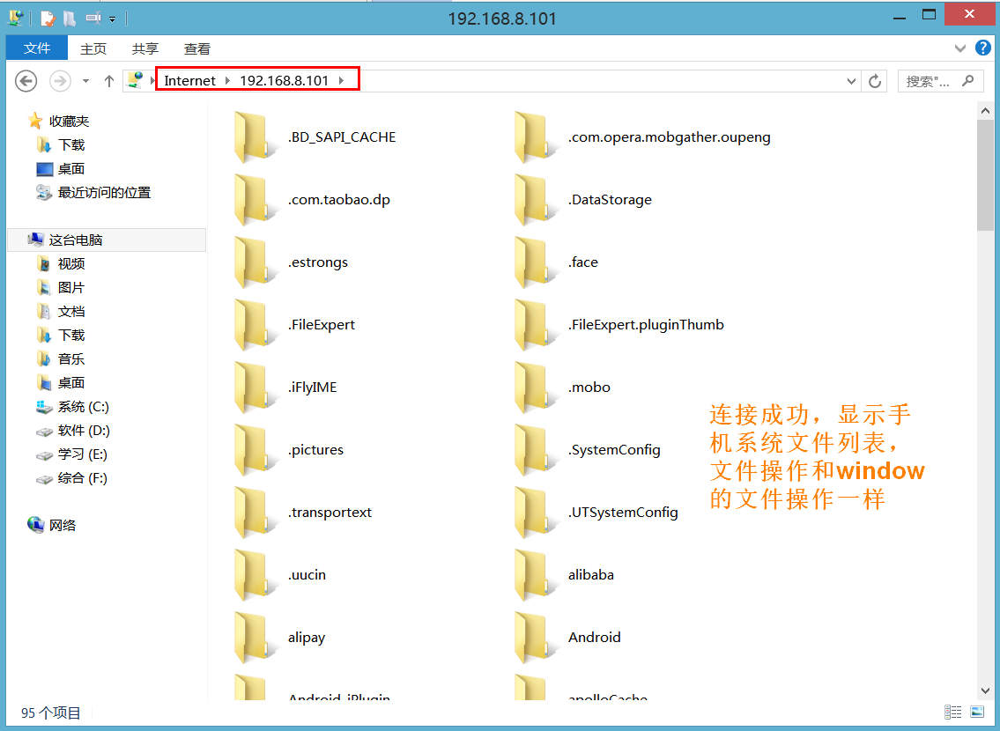 192.168.8.101
文件 主页 共享 查看
Internet 192.168.8.101 搜索"...
收藏夹
下载
桌面
最近访问的位置
这台电脑
视频
图片
文档
下载
音乐
桌面
系统 (C:)
软件 (D:)
学习 (E:)
综合 (F:)
网络
.BD_SAPI_CACHE .com.opera.mobgather.oupeng
.com.taobao.dp .DataStorage
.estrongs .face
.FileExpert .FileExpert.pluginThumb
.iFlyIME .mobo
.pictures .SystemConfig
.transportext .UTSystemConfig
.uucin alibaba
alipay Android
Android_iPlugin apolloCache
连接成功，显示手
机系统文件列表，
文件操作和window
的文件操作一样
95 个项目